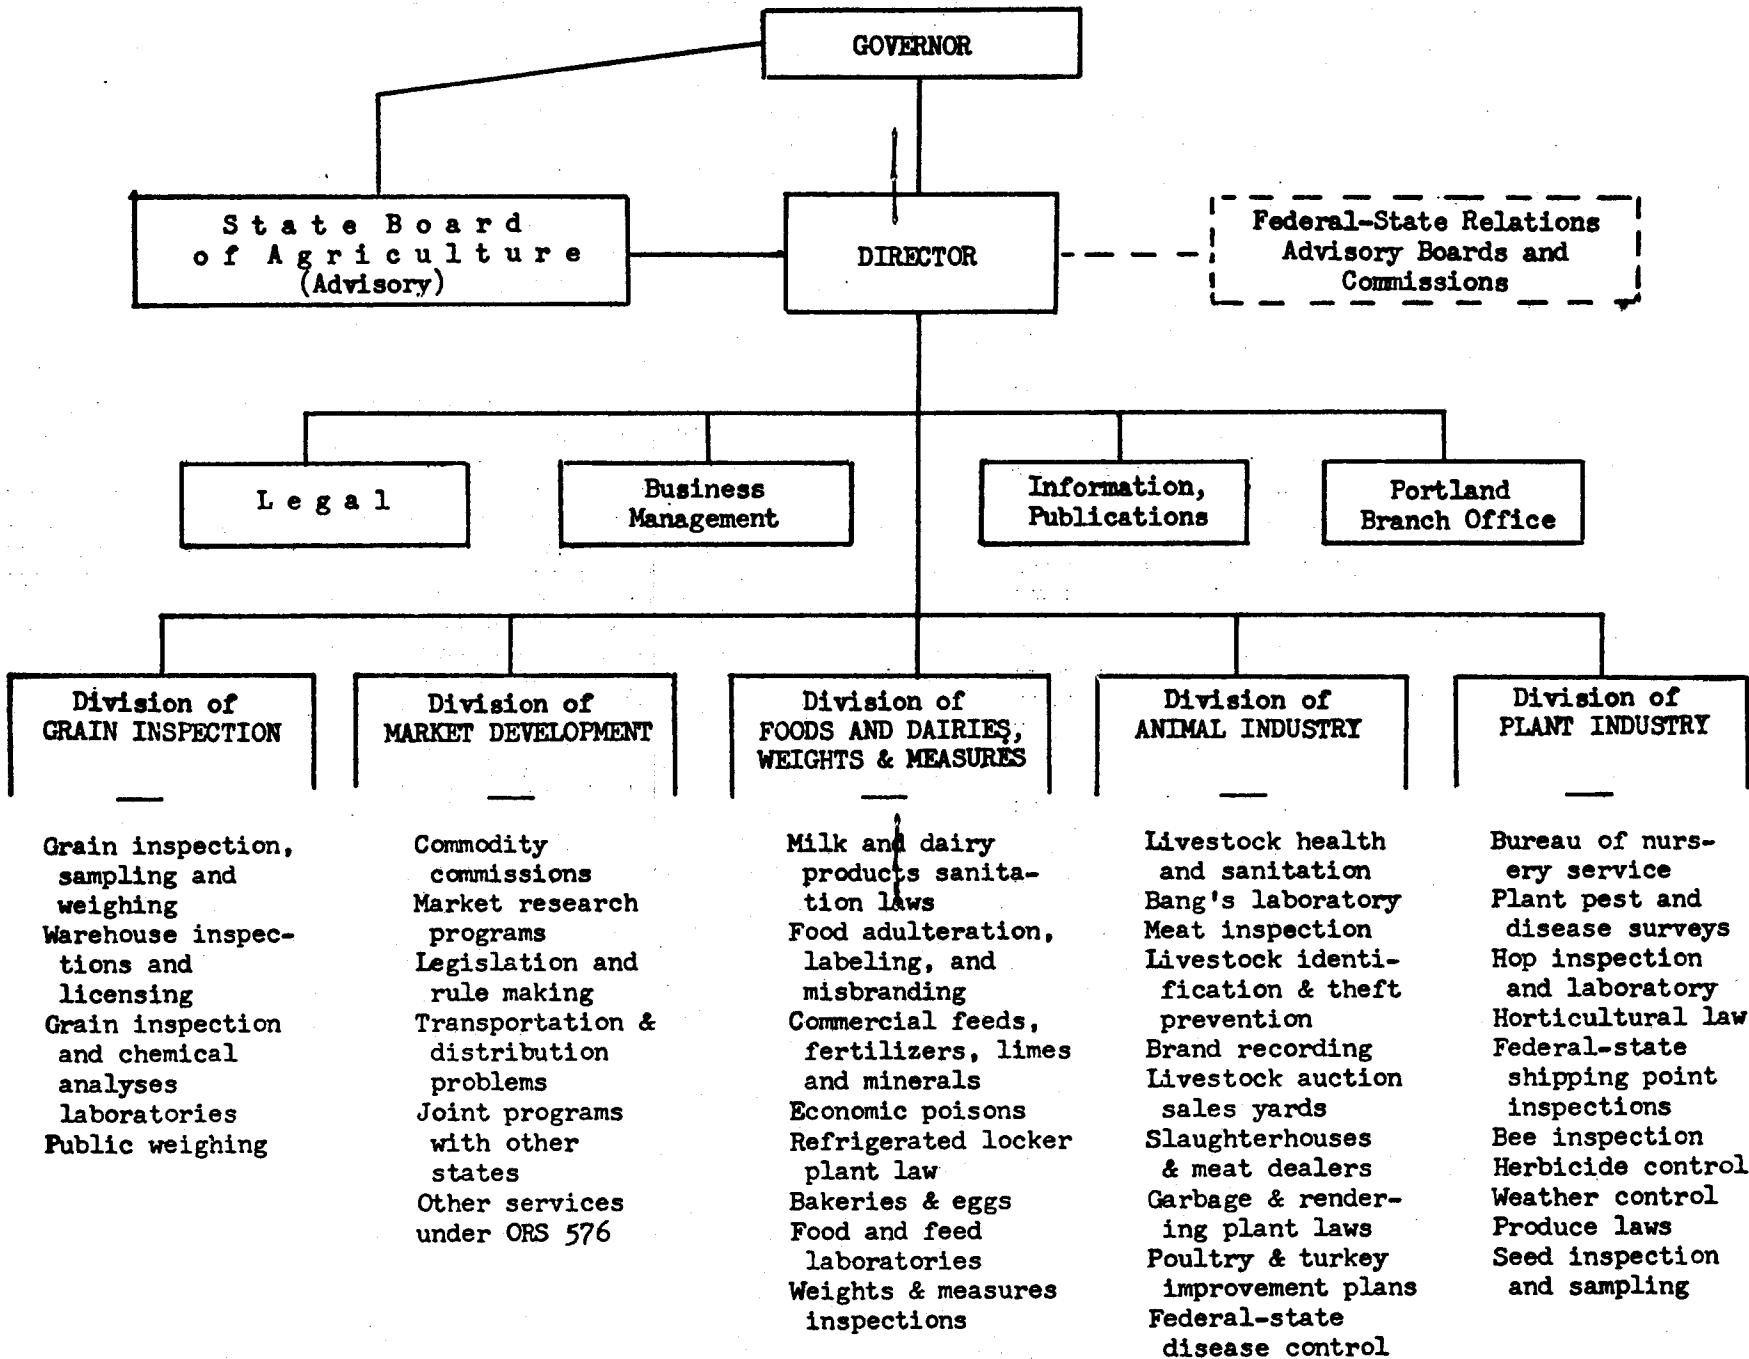 GOVERNOR
S t a t e B o a r d
o f A g r i c u l t u r e
(Advisory)
DIRECTOR
Federal-State Relations
Advisory Boards and
Commissions
L e g a l
Business
Management
Information,
Publications
Portland
Branch Office
Division of
GRAIN INSPECTION
Grain inspection,
sampling and
weighing
Warehouse inspec-
tions and
licensing
Grain inspection
and chemical
analyses
laboratories
Public weighing
Division of
MARKET DEVELOPMENT
Commodity
commissions
Market research
programs
Legislation and
rule making
Transportation &
distribution
problems
Joint programs
with other
states
Other services
under ORS 576
Division of
FOODS AND DAIRIES,
WEIGHTS & MEASURES
Milk and dairy
products sanita-
tion laws
Food adulteration,
labeling, and
misbranding
Commercial feeds,
fertilizers, limes
and minerals
Economic poisons
Refrigerated locker
plant law
Bakeries & eggs
Food and feed
laboratories
Weights & measures
inspections
Division of
ANIMAL INDUSTRY
Livestock health
and sanitation
Bang's laboratory
Meat inspection
Livestock identi-
fication & theft
prevention
Brand recording
Livestock auction
sales yards
Slaughterhouses
& meat dealers
Garbage & render-
ing plant laws
Poultry & turkey
improvement plans
Federal-state
disease control
Division of
PLANT INDUSTRY
Bureau of nurs-
ery service
Plant pest and
disease surveys
Hop inspection
and laboratory
Horticultural law
Federal-state
shipping point
inspections
Bee inspection
Herbicide control
Weather control
Produce laws
Seed inspection
and sampling